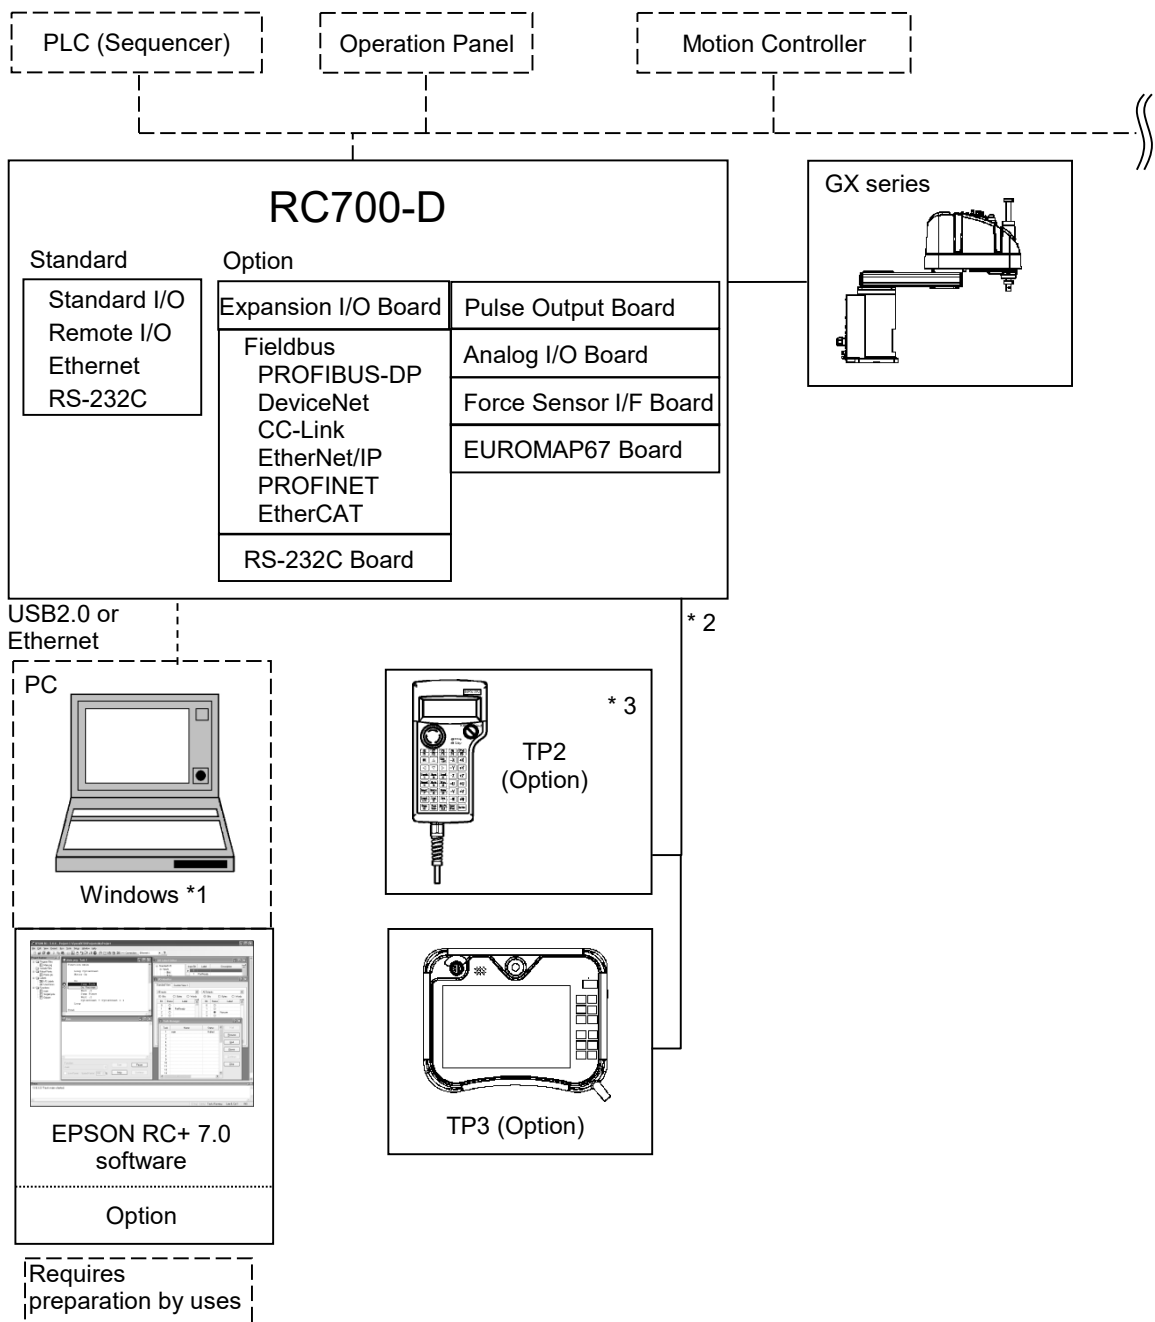 PLC (Sequencer)
Operation Panel
Motion Controller
RC700-D
Standard
Standard I/O
Remote I/O
Ethernet
RS-232C
Option
Expansion I/O Board
Fieldbus
PROFIBUS-DP
DeviceNet
CC-Link
EtherNet/IP
PROFINET
EtherCAT
RS-232C Board
Pulse Output Board
Analog I/O Board
Force Sensor I/F Board
EUROMAP67 Board
GX series
USB2.0 or
Ethernet
* 2
PC
Windows *1
* 3
TP2
(Option)
TP3 (Option)
EPSON RC+ 7.0
software
Option
Requires
preparation by uses